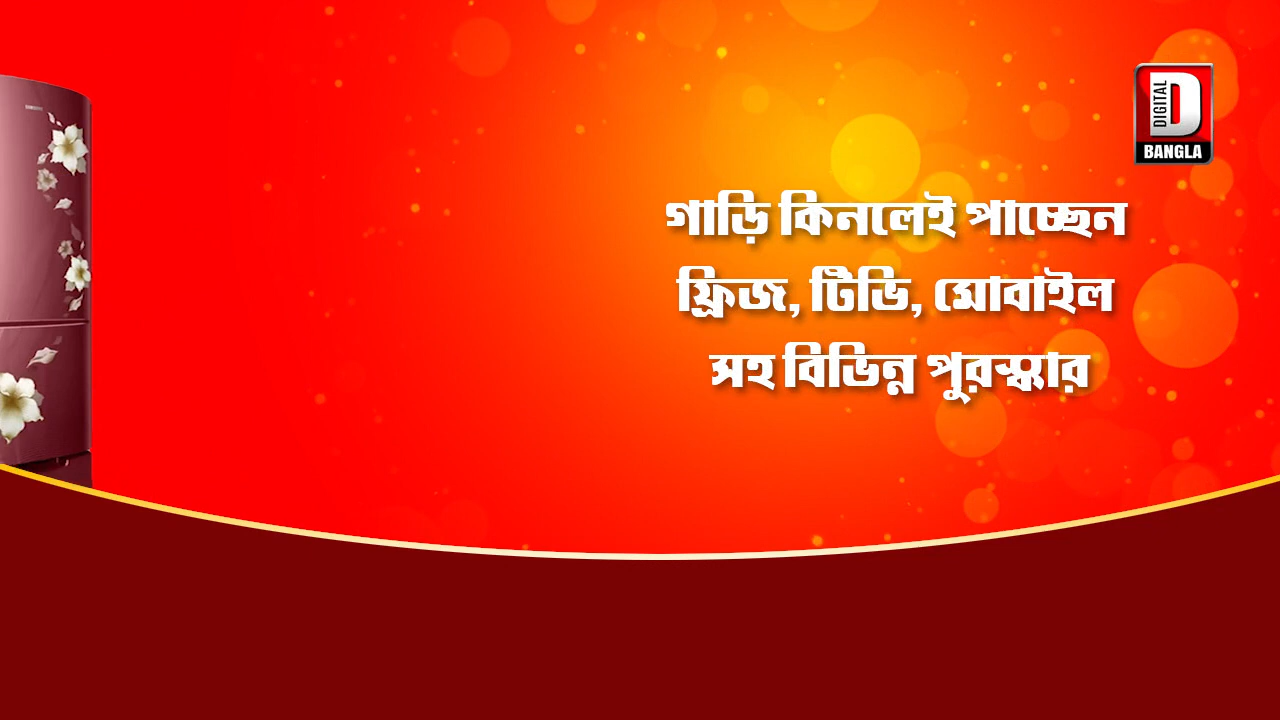 DIGITAL
D
BANGLA
গাড়ি কিনলেই পাচ্ছেন
ফ্রিজ, টিভি, মোবাইল
সহ বিভিন্ন পুরস্কার